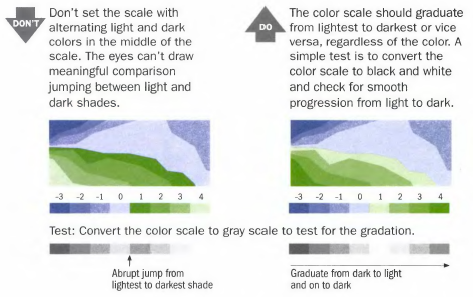 DON'T
Don't set the scale with
alternating light and dark
colors in the middle of the
scale. The eyes can't draw
meaningful comparison
jumping between light and
dark shades.
DO
The color scale should graduate
from lightest to darkest or vice
versa, regardless of the color. A
simple test is to convert the
color scale to black and white
and check for smooth
progression from light to dark.
-3 -2 -1 0 1 2 3 4
-3 -2 -1 0 1 2 3 4
Test: Convert the color scale to gray scale to test for the gradation.
Abrupt jump from
lightest to darkest shade
Graduate from dark to light
and on to dark